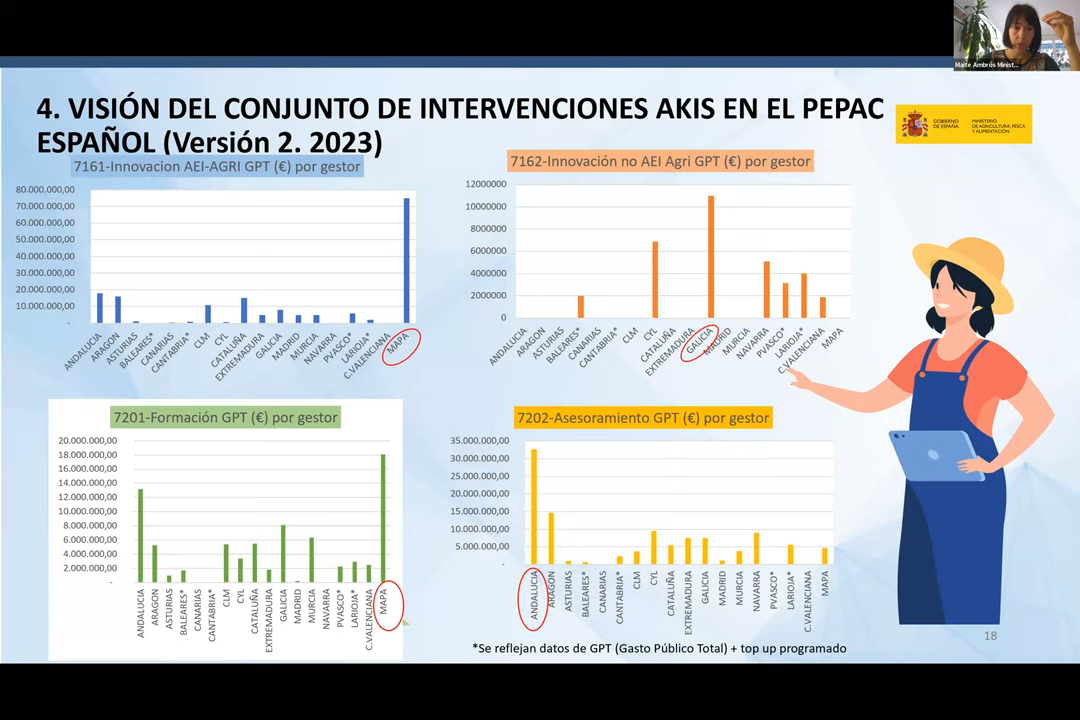 Maite Ambrós Minist...
4. VISIÓN DEL CONJUNTO DE INTERVENCIONES AKIS EN EL PEPAC
ESPAÑOL (Versión 2. 2023)
GOBIERNO
DE ESPAÑA
MINISTERIO
DE AGRICULTURA, PESCA
Y ALIMENTACIÓN
7161-Innovacion AEI-AGRI GPT (€) por gestor
80.000.000,00
70.000.000,00
60.000.000,00
50.000.000,00
40.000.000,00
30.000.000,00
20.000.000,00
10.000.000,00
-
ANDALUCIA
ARAGON
ASTURIAS
BALEARES*
CANARIAS
CANTABRIA*
CLM
CYL
CATALUÑA
EXTREMADURA
GALICIA
MADRID
MURCIA
NAVARRA
PVASCO*
LARIOJA*
C.VALENCIANA
MAPA
7162-Innovación no AEI Agri GPT (€) por gestor
12000000
10000000
8000000
6000000
4000000
2000000
0
ANDALUCIA
ARAGON
ASTURIAS
BALEARES*
CANARIAS
CANTABRIA*
CLM
CYL
CATALUÑA
EXTREMADURA
GALICIA
MADRID
MURCIA
NAVARRA
PVASCO*
LARIOJA*
C.VALENCIANA
MAPA
7201-Formación GPT (€) por gestor
20.000.000,00
18.000.000,00
16.000.000,00
14.000.000,00
12.000.000,00
10.000.000,00
8.000.000,00
6.000.000,00
4.000.000,00
2.000.000,00
-
ANDALUCIA
ARAGON
ASTURIAS
BALEARES*
CANARIAS
CANTABRIA*
CLM
CYL
CATALUÑA
EXTREMADURA
GALICIA
MADRID
MURCIA
NAVARRA
PVASCO*
LARIOJA*
C.VALENCIANA
MAPA
7202-Asesoramiento GPT (€) por gestor
35.000.000,00
30.000.000,00
25.000.000,00
20.000.000,00
15.000.000,00
10.000.000,00
5.000.000,00
-
ANDALUCIA
ARAGON
ASTURIAS
BALEARES*
CANARIAS
CANTABRIA*
CLM
CYL
CATALUÑA
EXTREMADURA
GALICIA
MADRID
MURCIA
NAVARRA
PVASCO*
LARIOJA*
C.VALENCIANA
MAPA
18
*Se reflejan datos de GPT (Gasto Público Total) + top up programado